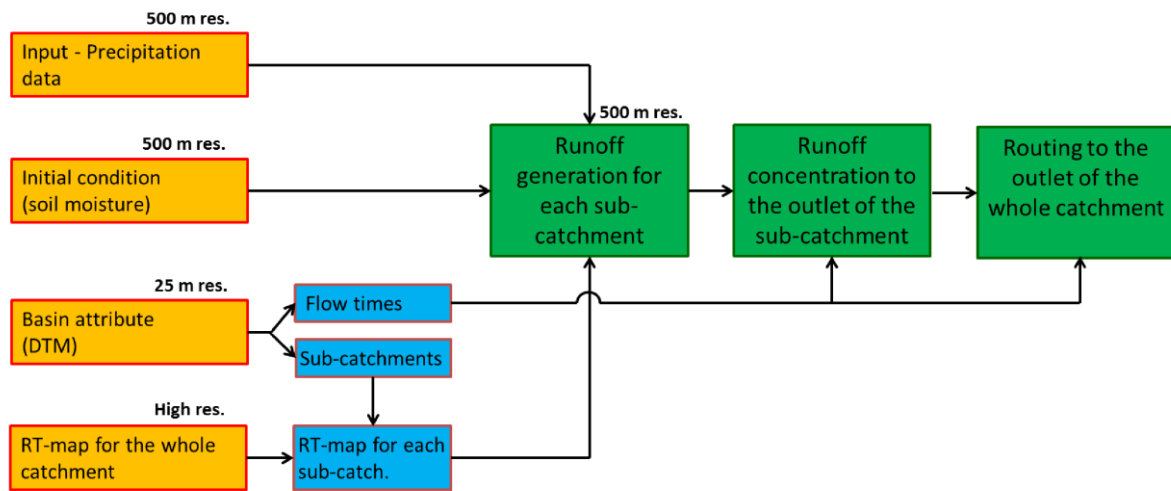 500 m res.
Input - Precipitation
data
500 m res.
Initial condition
(soil moisture)
25 m res.
Basin attribute
(DTM)
High res.
RT-map for the whole
catchment
Flow times
Sub-catchments
RT-map for each
sub-catch.
500 m res.
Runoff
generation for
each sub-
catchment
Runoff
concentration to
the outlet of the
sub-catchment
Routing to the
outlet of the
whole catchment